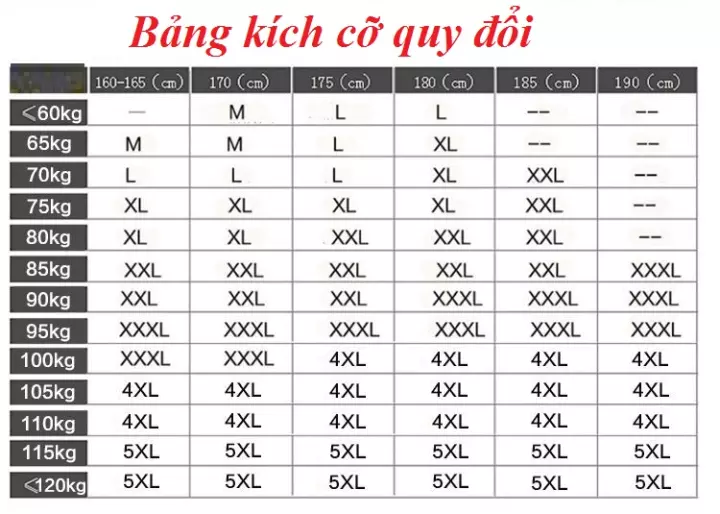 Bảng kích cỡ quy đổi
160-165 (cm) 170 (cm) 175 (cm) 180 (cm) 185 (cm) 190 (cm)
≤60kg — M L L -- --
65kg M M L XL -- --
70kg L L L XL XXL --
75kg XL XL XL XL XXL --
80kg XL XL XXL XXL XXL --
85kg XXL XXL XXL XXL XXL XXXL
90kg XXL XXL XXL XXXL XXXL XXXL
95kg XXXL XXXL XXXL XXXL XXXL XXXL
100kg XXXL XXXL 4XL 4XL 4XL 4XL
105kg 4XL 4XL 4XL 4XL 4XL 4XL
110kg 4XL 4XL 4XL 4XL 4XL 4XL
115kg 5XL 5XL 5XL 5XL 5XL 5XL
≤120kg 5XL 5XL 5XL 5XL 5XL 5XL